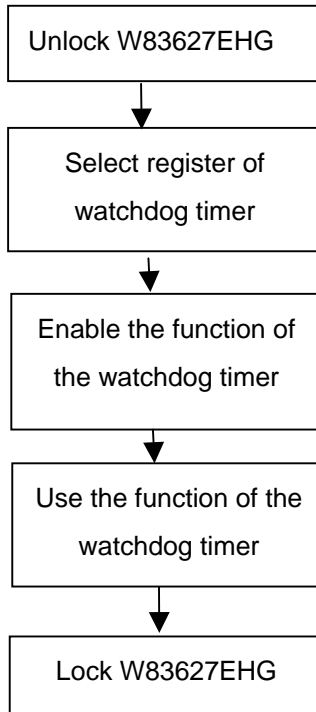 Unlock W83627EHG
Select register of
watchdog timer
Enable the function of
the watchdog timer
Use the function of the
watchdog timer
Lock W83627EHG